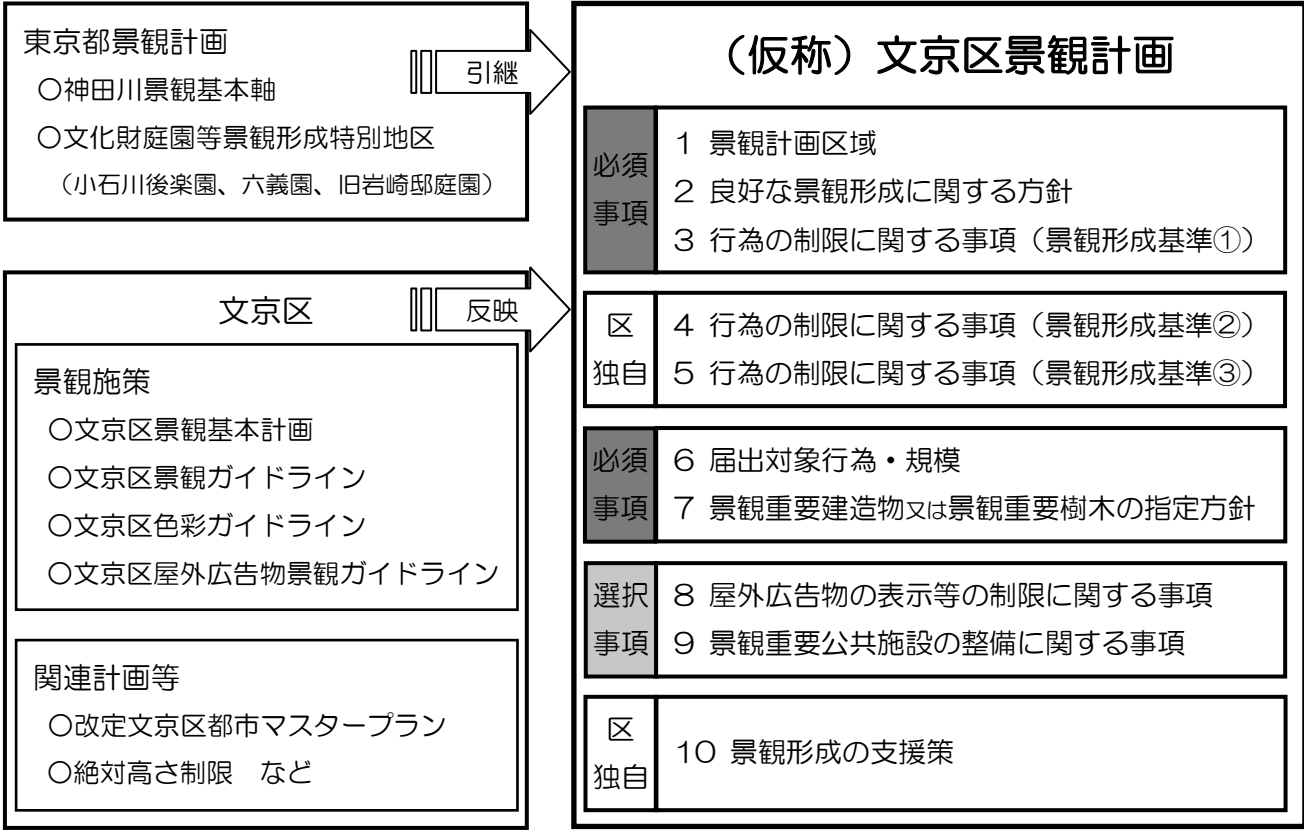 東京都景観計画
○神田川景観基本軸
○文化財庭園等景観形成特別地区
（小石川後楽園、六義園、旧岩崎邸庭園）
引継
文京区
反映
景観施策
○文京区景観基本計画
○文京区景観ガイドライン
○文京区色彩ガイドライン
○文京区屋外広告物景観ガイドライン
関連計画等
○改定文京区都市マスタープラン
○絶対高さ制限　など
（仮称）文京区景観計画
必須
事項
１ 景観計画区域
２ 良好な景観形成に関する方針
３ 行為の制限に関する事項（景観形成基準①）
区
独自
４ 行為の制限に関する事項（景観形成基準②）
５ 行為の制限に関する事項（景観形成基準③）
必須
事項
６ 届出対象行為・規模
７ 景観重要建造物又は景観重要樹木の指定方針
選択
事項
８ 屋外広告物の表示等の制限に関する事項
９ 景観重要公共施設の整備に関する事項
区
独自
１０ 景観形成の支援策